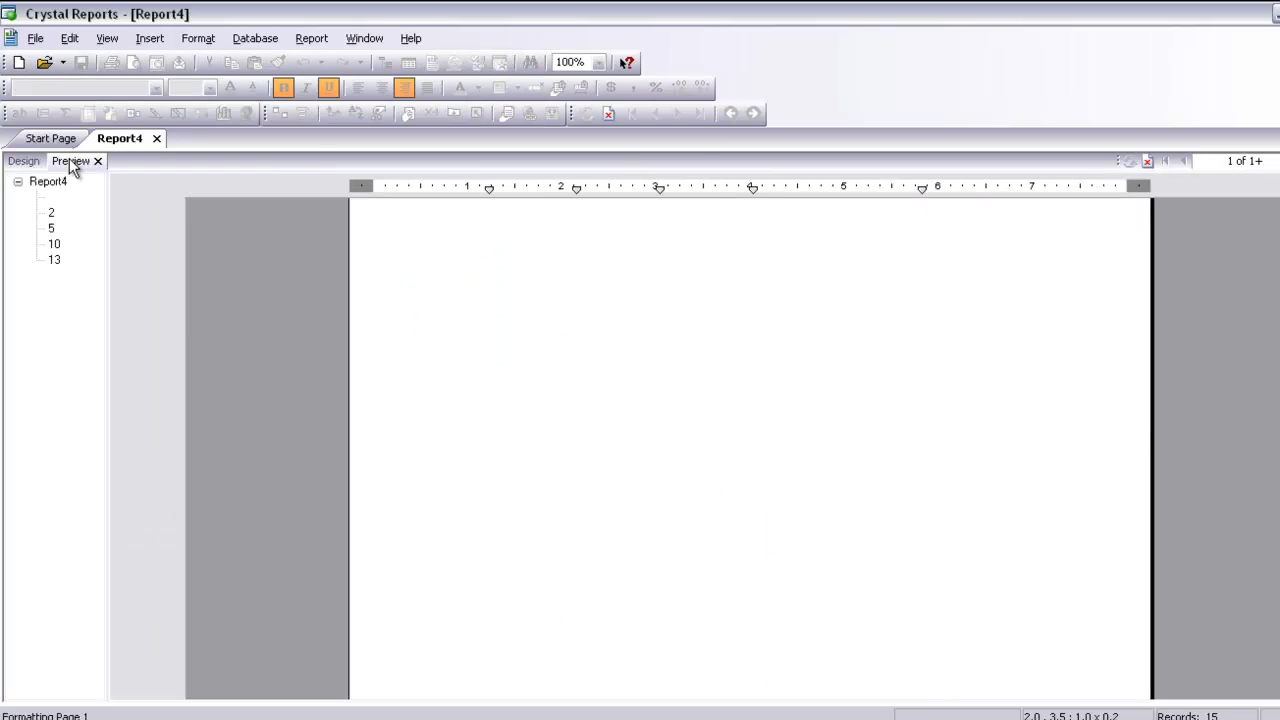 Crystal Reports - [Report4]
File Edit View Insert Format Database Report Window Help
100%
B I U
$ , %
Start Page Report4
Design Preview 1 of 1+
Report4 1 2 3 4 5 6 7
2
5
10
13
Formatting Page 1 2.0 , 3.5 : 1.0 x 0.2 Records: 15